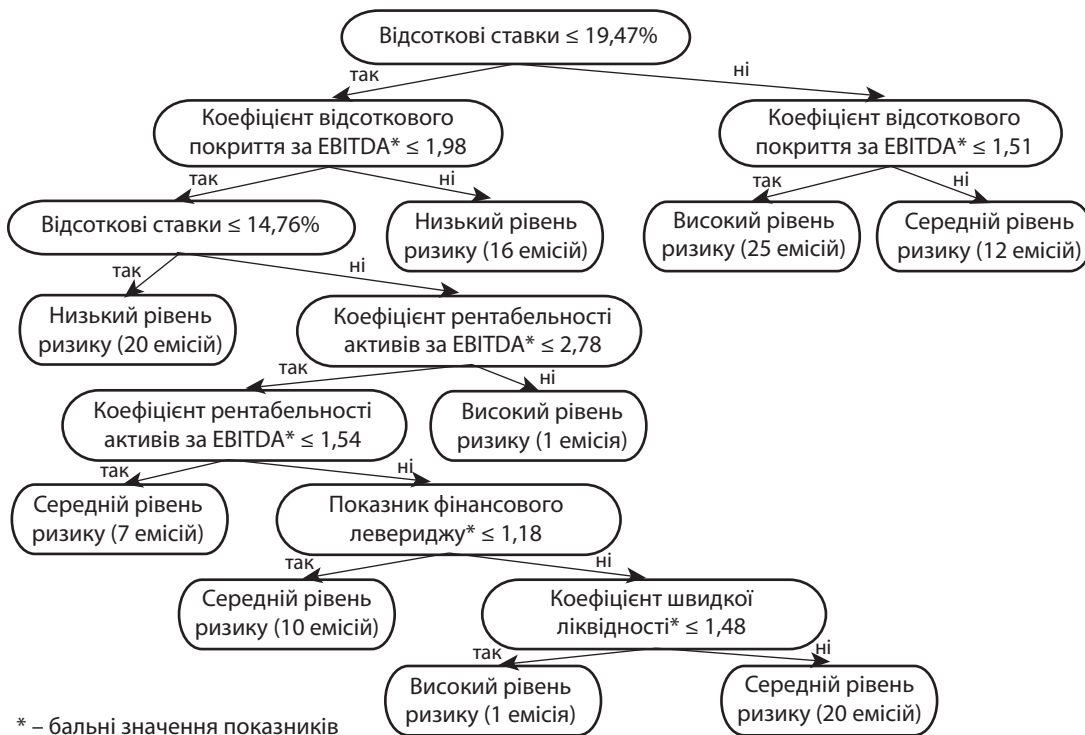 Відсоткові ставки ≤ 19,47%
так
ні
Коефіцієнт відсоткового
покриття за EBITDA* ≤ 1,98
Коефіцієнт відсоткового
покриття за EBITDA* ≤ 1,51
так
ні
так
ні
Відсоткові ставки ≤ 14,76%
Низький рівень
ризику (16 емісій)
Високий рівень
ризику (25 емісій)
Середній рівень
ризику (12 емісій)
так
ні
Низький рівень
ризику (20 емісій)
Коефіцієнт рентабельності
активів за EBITDA* ≤ 2,78
так
ні
Коефіцієнт рентабельності
активів за EBITDA* ≤ 1,54
Високий рівень
ризику (1 емісія)
так
ні
Середній рівень
ризику (7 емісій)
Показник фінансового
левериджу* ≤ 1,18
так
ні
Середній рівень
ризику (10 емісій)
Коефіцієнт швидкої
ліквідності* ≤ 1,48
так
ні
Високий рівень
ризику (1 емісія)
Середній рівень
ризику (20 емісій)
* – бальні значення показників